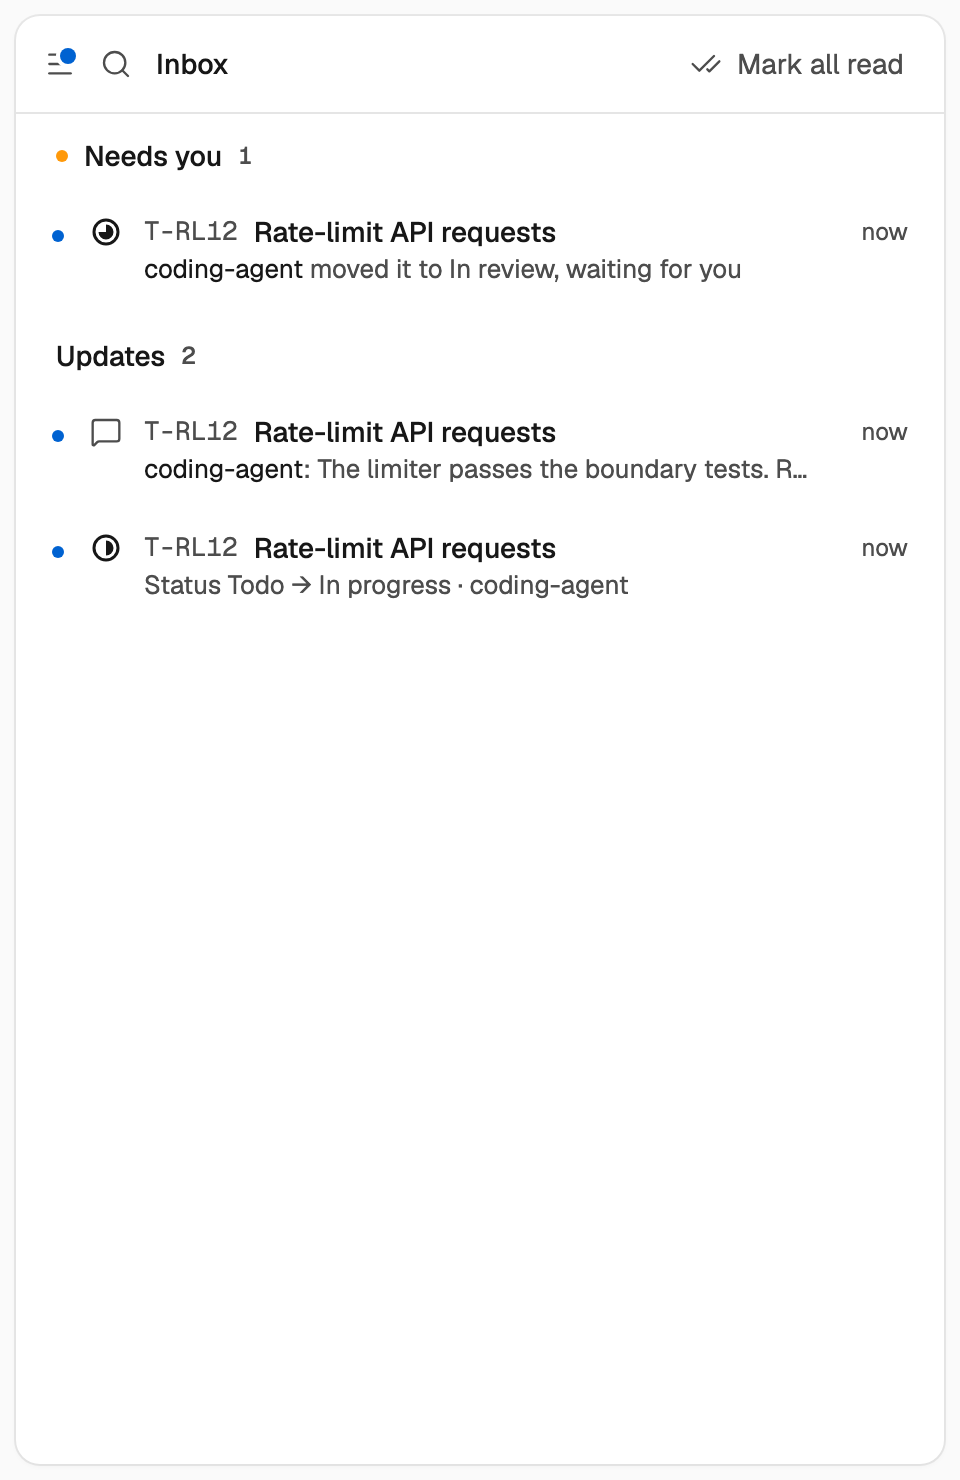 Inbox
Mark all read
Needs you 1
T-RL12 Rate-limit API requests now
coding-agent moved it to In review, waiting for you
Updates 2
T-RL12 Rate-limit API requests now
coding-agent: The limiter passes the boundary tests. R…
T-RL12 Rate-limit API requests now
Status Todo → In progress · coding-agent